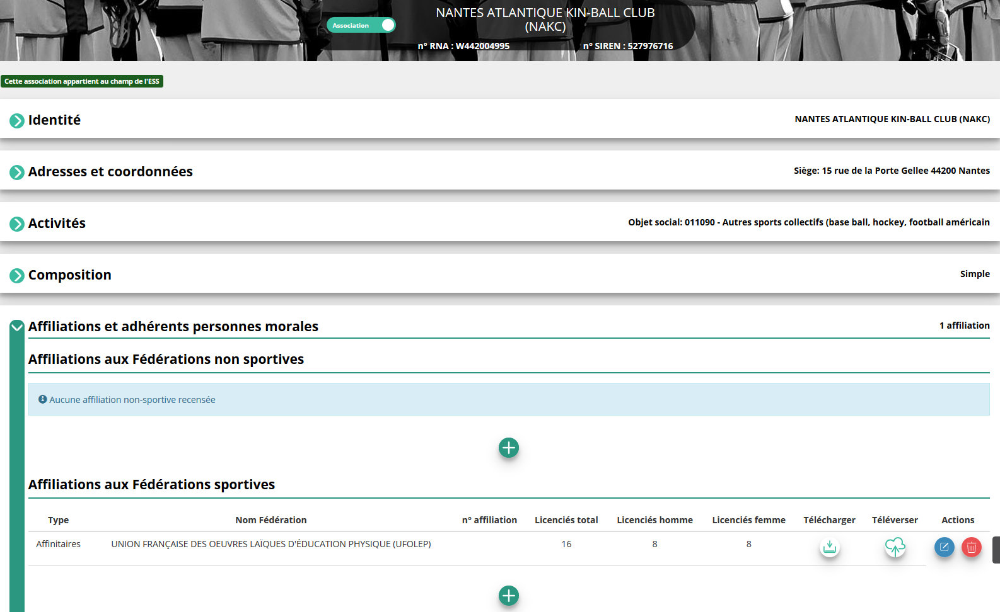 Association
NANTES ATLANTIQUE KIN-BALL CLUB
(NAKC)
n° RNA : W442004995
n° SIREN : 527976716
Cette association appartient au champ de l'ESS
Identité
NANTES ATLANTIQUE KIN-BALL CLUB (NAKC)
Adresses et coordonnées
Siège: 15 rue de la Porte Gellee 44200 Nantes
Activités
Objet social: 011090 - Autres sports collectifs (base ball, hockey, football américain
Composition
Simple
Affiliations et adhérents personnes morales
1 affiliation
Affiliations aux Fédérations non sportives
Aucune affiliation non-sportive recensée
Affiliations aux Fédérations sportives
Type Nom Fédération n° affiliation Licenciés total Licenciés homme Licenciés femme Télécharger Téléverser Actions
Affinitaires UNION FRANÇAISE DES OEUVRES LAÏQUES D'ÉDUCATION PHYSIQUE (UFOLEP) 16 8 8